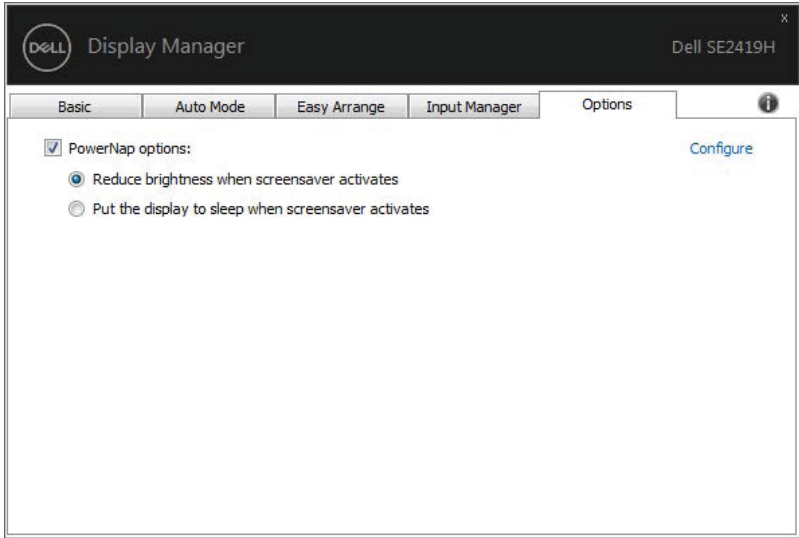 x
DELL Display Manager Dell SE2419H
Basic Auto Mode Easy Arrange Input Manager Options i
PowerNap options: Configure
Reduce brightness when screensaver activates
Put the display to sleep when screensaver activates